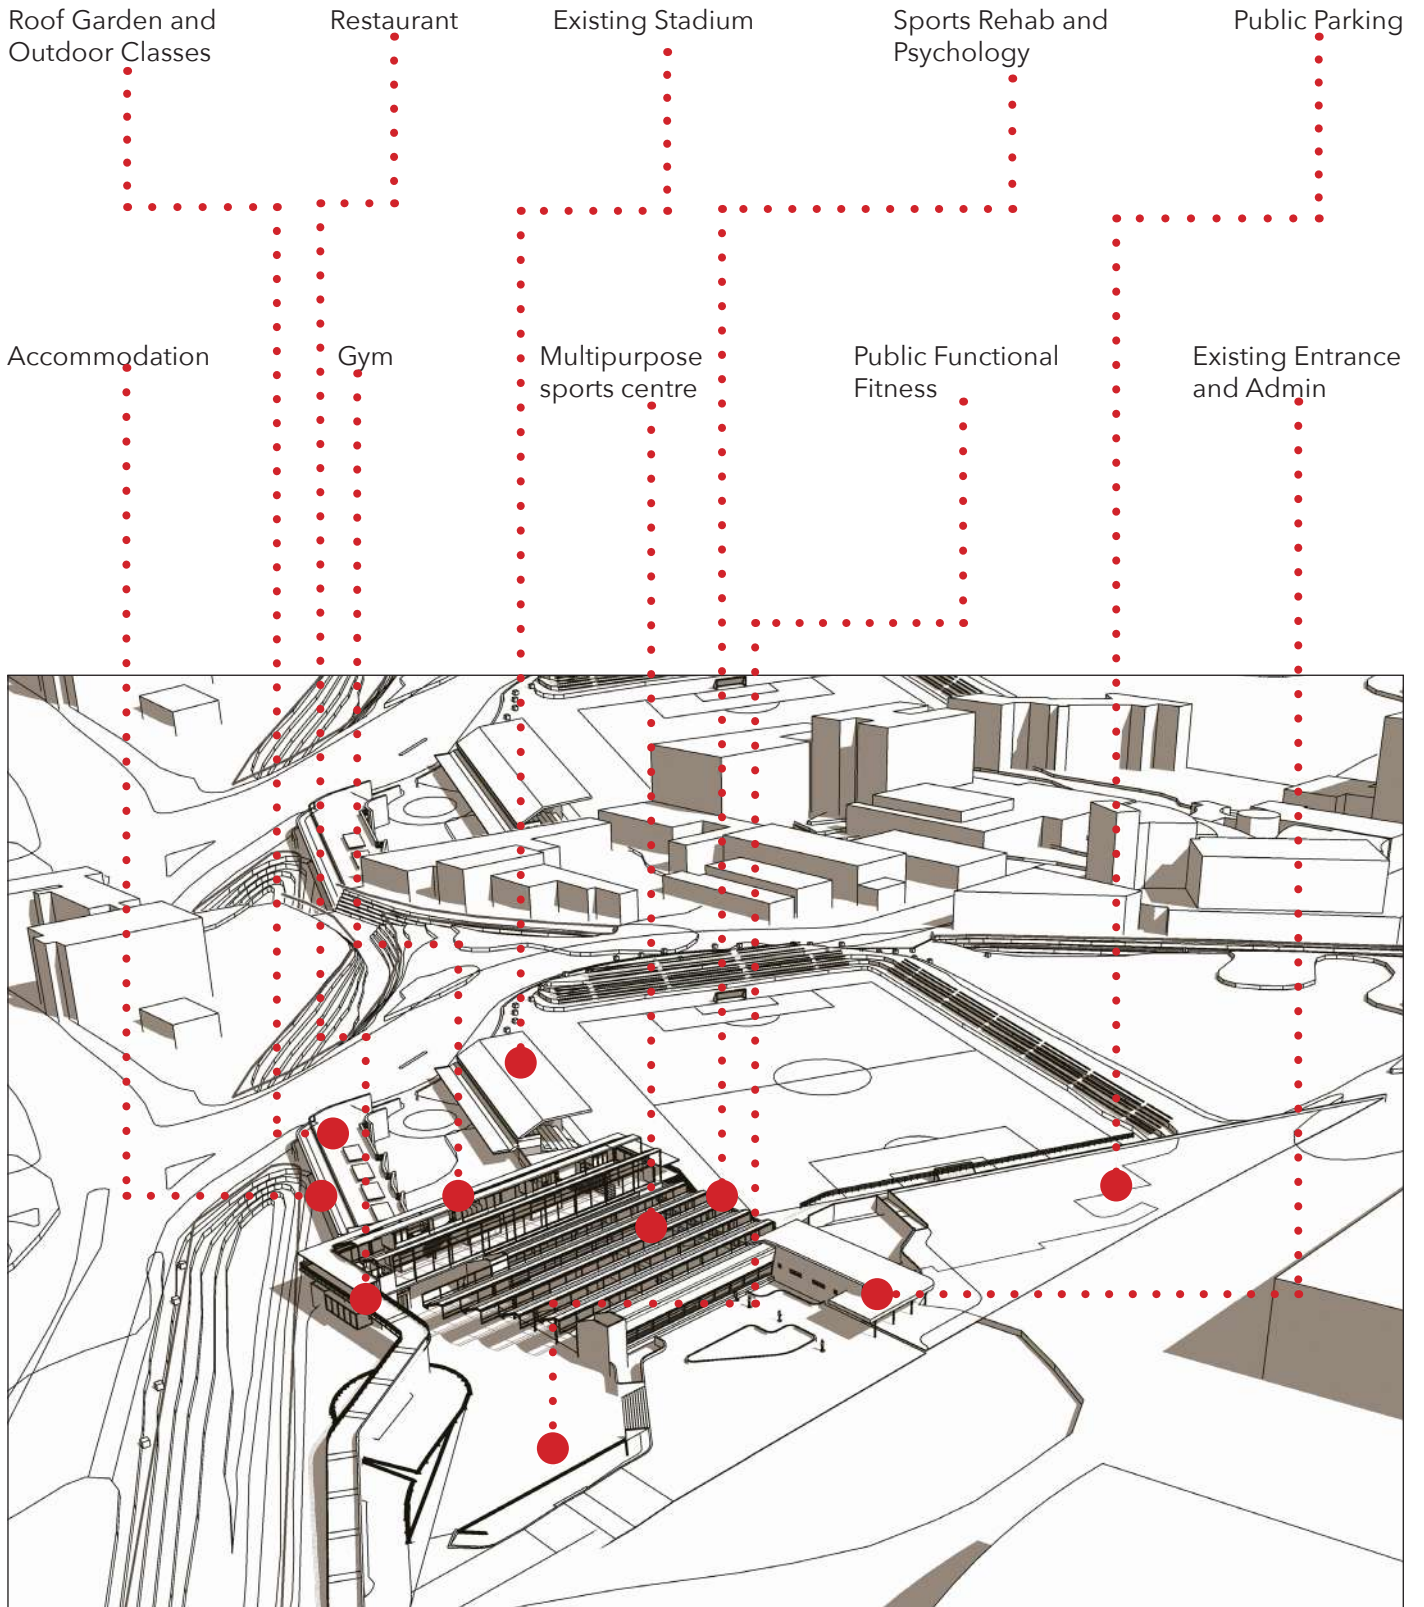 Roof Garden and
Outdoor Classes
Restaurant
Existing Stadium
Sports Rehab and
Psychology
Public Parking
Accommodation
Gym
Multipurpose
sports centre
Public Functional
Fitness
Existing Entrance
and Admin